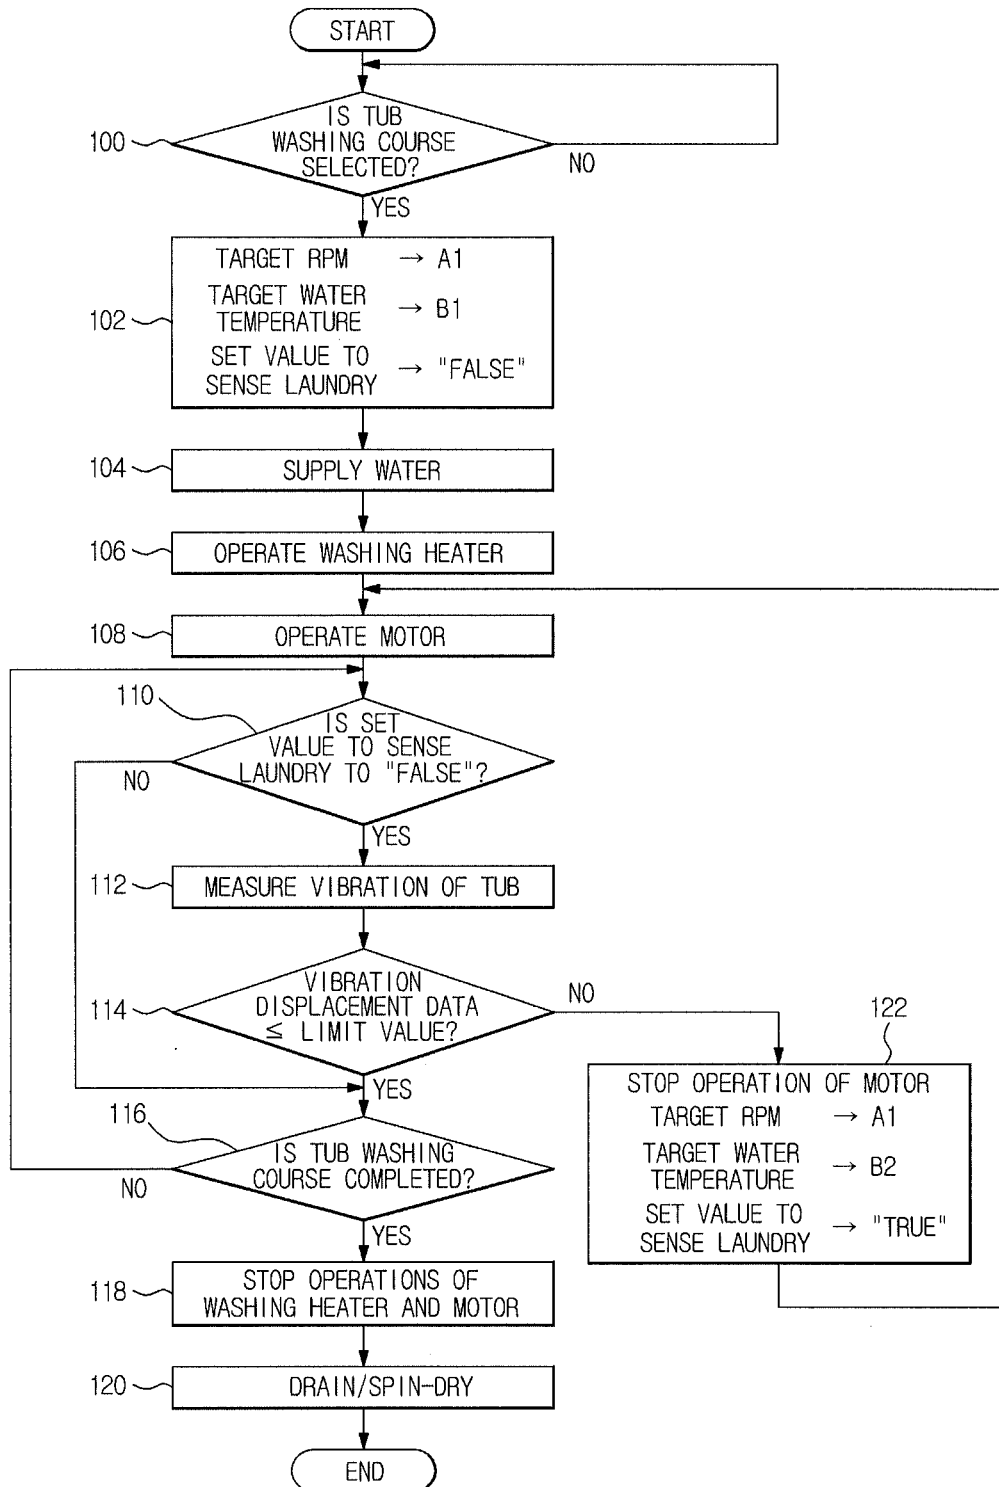 START
IS TUB
WASHING COURSE
SELECTED?
100
NO
YES
TARGET RPM → A1
TARGET WATER
TEMPERATURE → B1
SET VALUE TO
SENSE LAUNDRY → "FALSE"
102
104
SUPPLY WATER
106
OPERATE WASHING HEATER
108
OPERATE MOTOR
110
IS SET
VALUE TO SENSE
LAUNDRY TO "FALSE"?
NO
YES
112
MEASURE VIBRATION OF TUB
114
VIBRATION
DISPLACEMENT DATA
≤ LIMIT VALUE?
NO
YES
122
STOP OPERATION OF MOTOR
TARGET RPM → A1
TARGET WATER
TEMPERATURE → B2
SET VALUE TO
SENSE LAUNDRY → "TRUE"
116
IS TUB WASHING
COURSE COMPLETED?
NO
YES
118
STOP OPERATIONS OF
WASHING HEATER AND MOTOR
120
DRAIN/SPIN-DRY
END